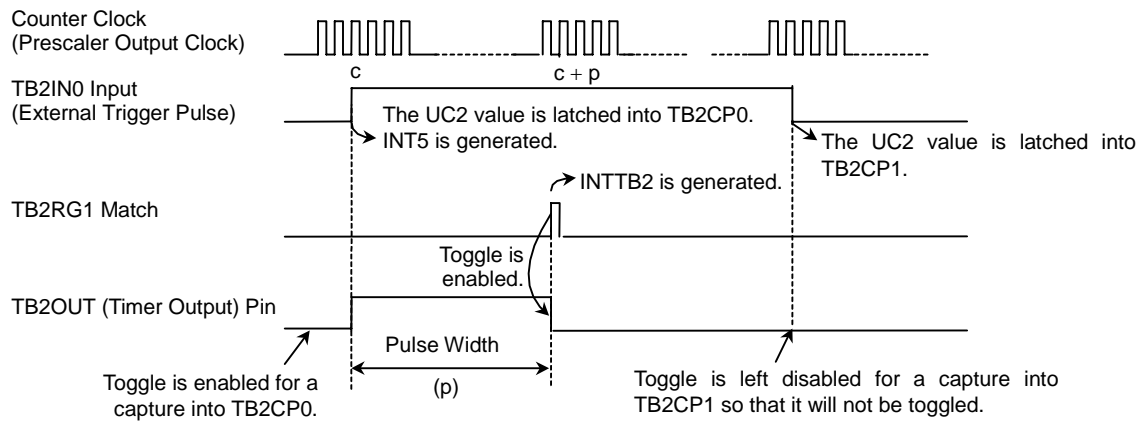 Counter Clock
(Prescaler Output Clock)
c
c + p
TB2IN0 Input
(External Trigger Pulse)
The UC2 value is latched into TB2CP0.
INT5 is generated.
The UC2 value is latched into
TB2CP1.
INTTB2 is generated.
TB2RG1 Match
Toggle is
enabled.
TB2OUT (Timer Output) Pin
Pulse Width
(p)
Toggle is enabled for a
capture into TB2CP0.
Toggle is left disabled for a capture into
TB2CP1 so that it will not be toggled.